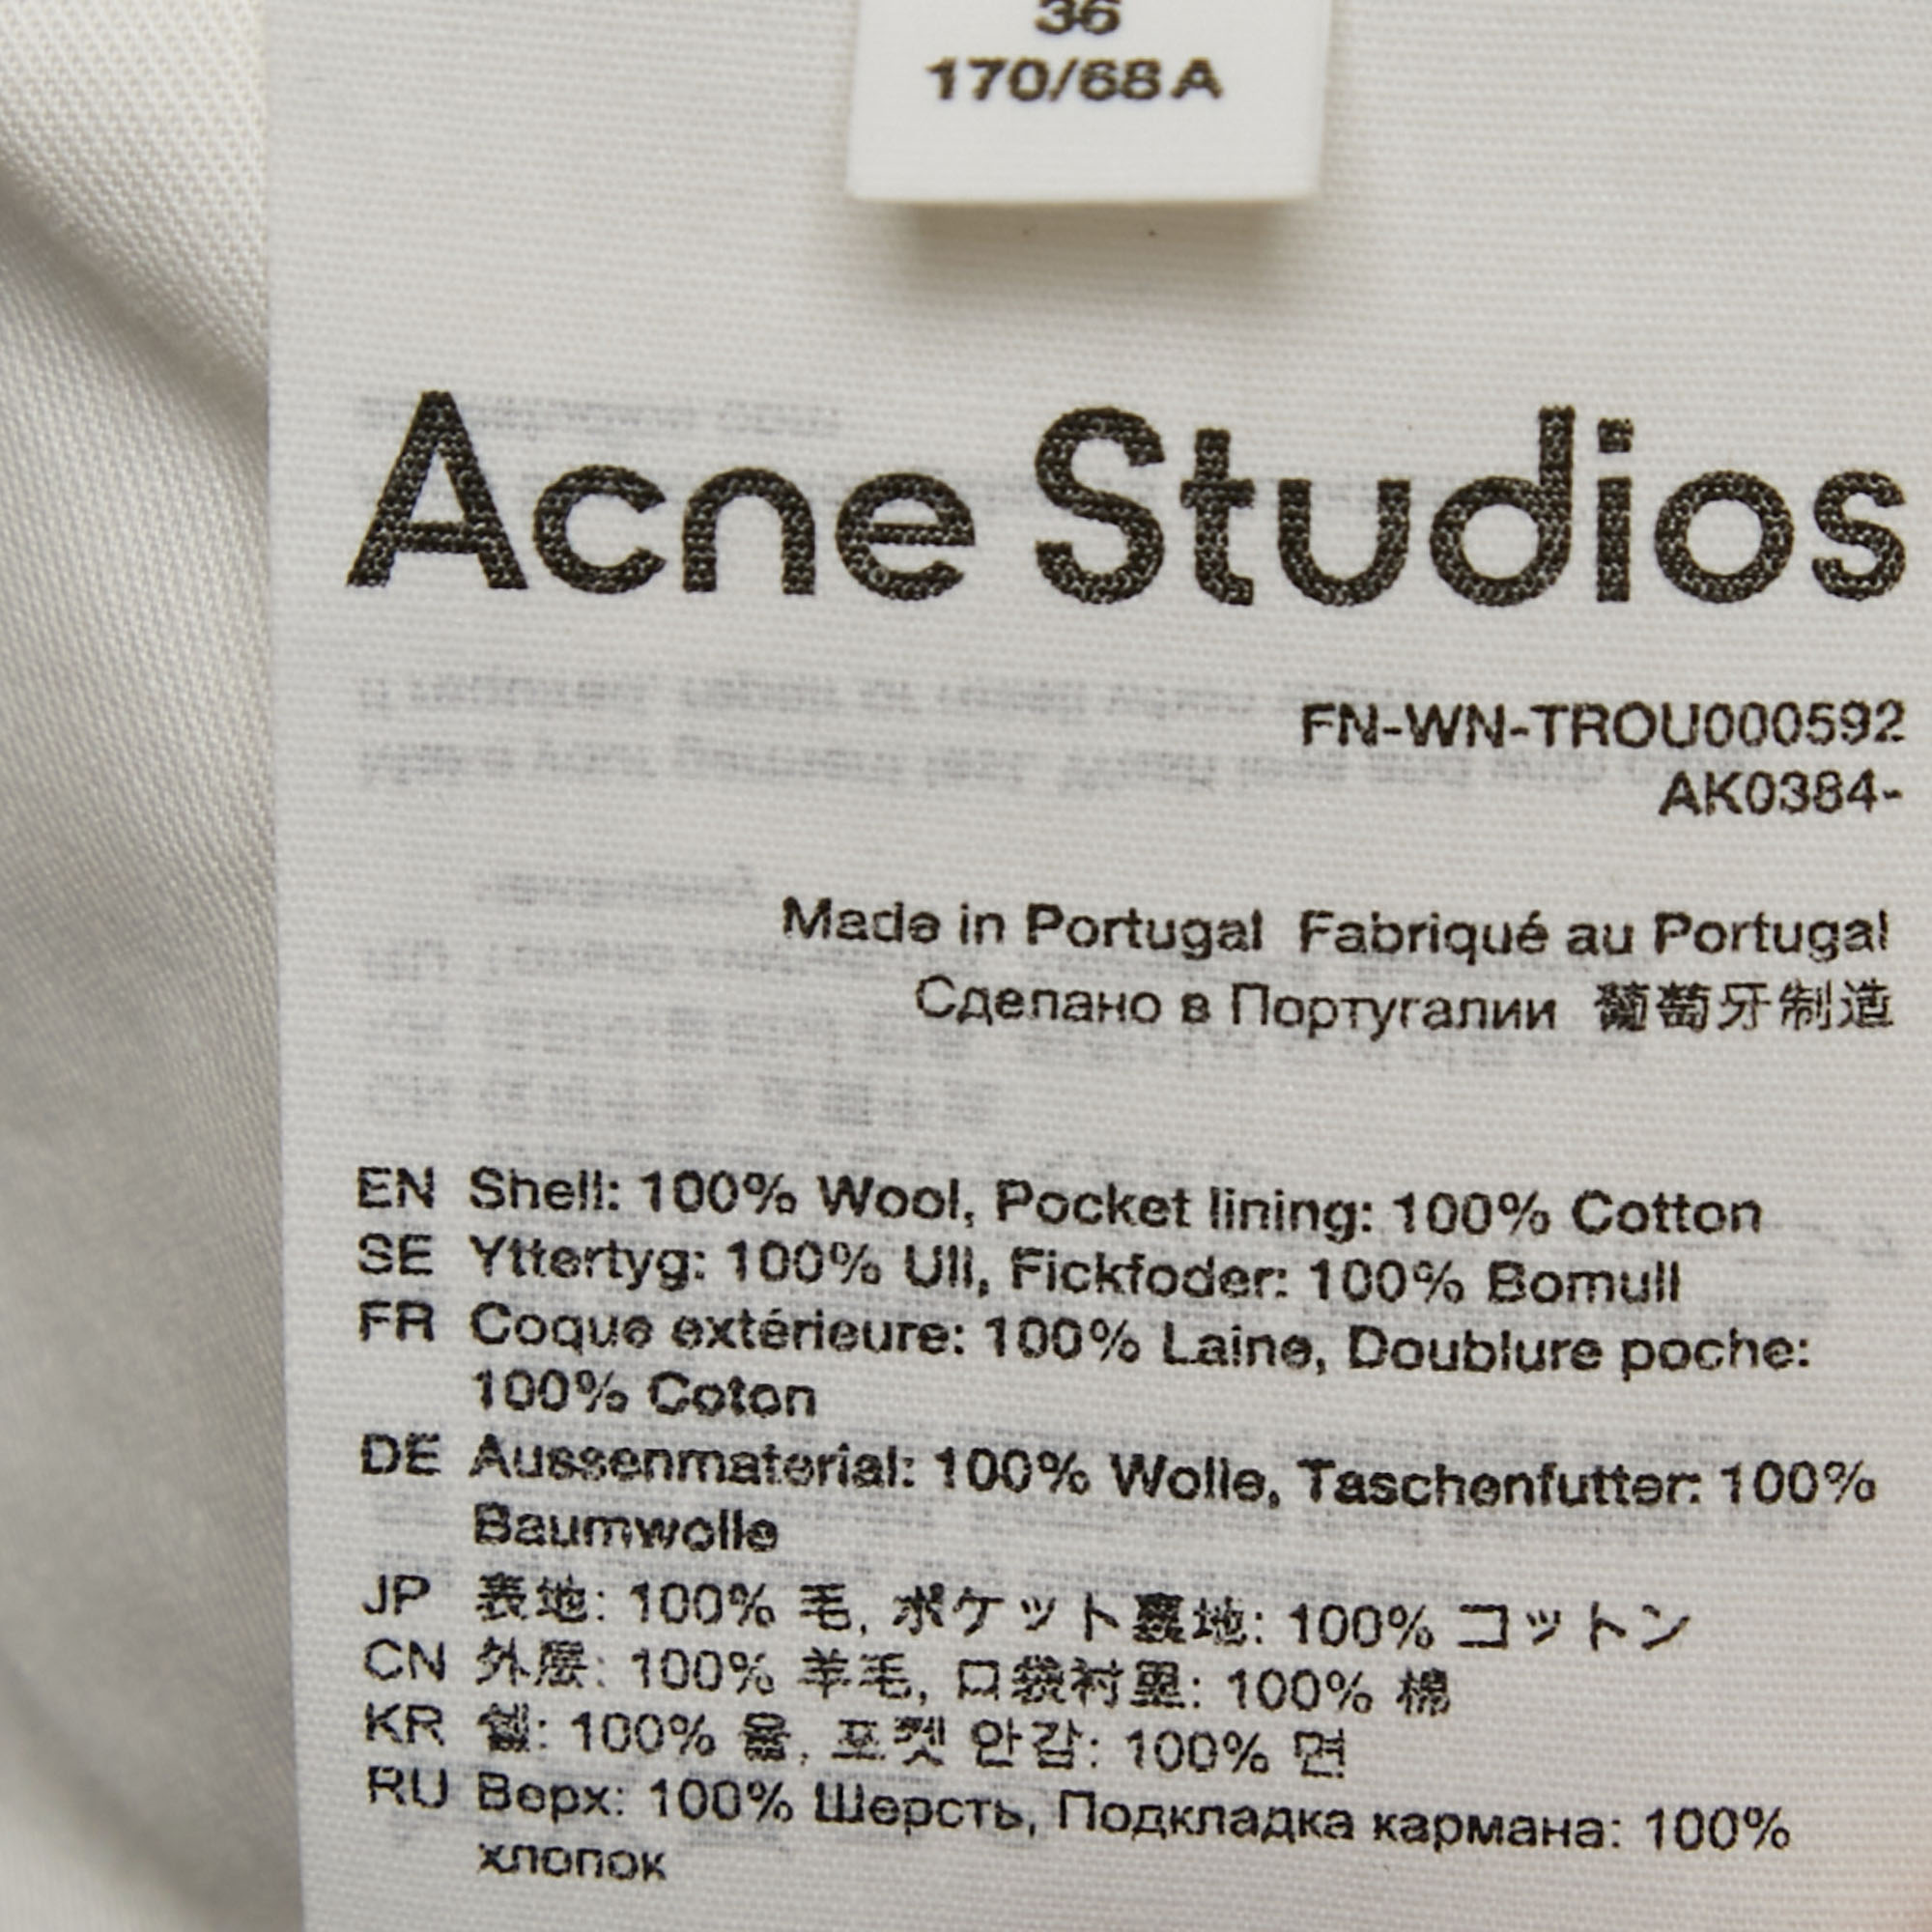 36
170/68A
Acne Studios
FN-WN-TROU000592
AK0384-
Made in Portugal Fabriqué au Portugal
Сделано в Португалии 葡萄牙制造
EN Shell: 100% Wool, Pocket lining: 100% Cotton
SE Yttertyg: 100% Ull, Fickfoder: 100% Bomull
FR Coque extérieure: 100% Laine, Doublure poche:
100% Coton
DE Aussenmaterial: 100% Wolle, Taschenfutter: 100%
Baumwolle
JP 表地: 100% 毛, ポケット裏地: 100% コットン
CN 外层: 100% 羊毛, 口袋衬里: 100% 棉
KR 쉘: 100% 울, 포켓 안감: 100% 면
RU Верх: 100% Шерсть, Подкладка кармана: 100%
хлопок